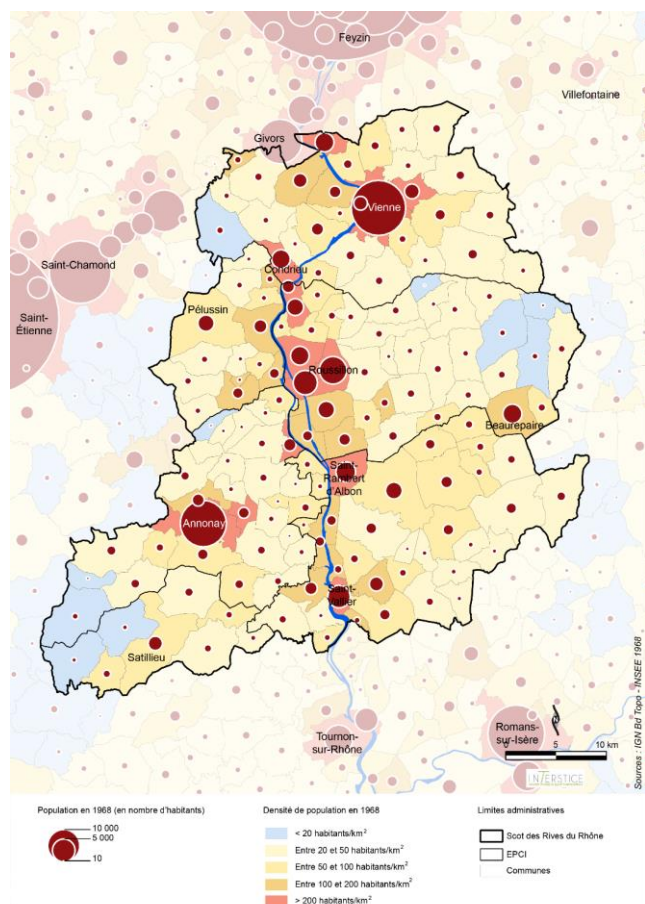 Feyzin
Villefontaine
Givors
Vienne
Saint-Chamond
Condrieu
Saint-
Étienne
Pélussin
Roussillon
Beaurepaire
Saint-
Rambert
d'Albon
Annonay
Saint-
Vallier
Satillieu
Tournon-
sur-Rhône
Romans-
sur-Isère
0 5 10 km
INTERSTICE
Sources : IGN Bd Topo - INSEE 1968
Population en 1968 (en nombre d'habitants)
10 000
5 000
10
Densité de population en 1968
< 20 habitants/km²
Entre 20 et 50 habitants/km²
Entre 50 et 100 habitants/km²
Entre 100 et 200 habitants/km²
> 200 habitants/km²
Limites administratives
Scot des Rives du Rhône
EPCI
Communes